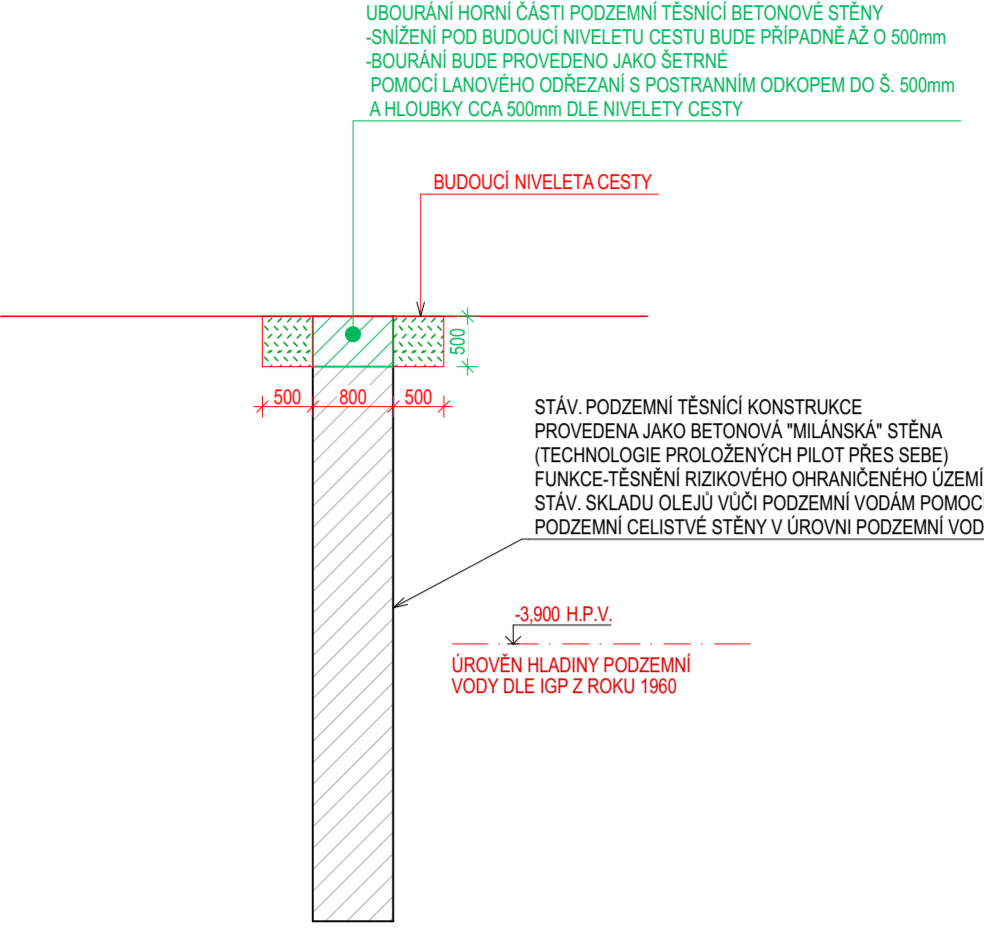 UBOURÁNÍ HORNÍ ČÁSTI PODZEMNÍ TĚSNÍCÍ BETONOVÉ STĚNY
-SNÍŽENÍ POD BUDOUCÍ NIVELETU CESTU BUDE PŘÍPADNĚ AŽ O 500mm
-BOURÁNÍ BUDE PROVEDENO JAKO ŠETRNÉ
POMOCÍ LANOVÉHO ODŘEZANÍ S POSTRANNÍM ODKOPEM DO Š. 500mm
A HLOUBKY CCA 500mm DLE NIVELETY CESTY
BUDOUCÍ NIVELETA CESTY
500
500 800 500
STÁV. PODZEMNÍ TĚSNÍCÍ KONSTRUKCE
PROVEDENA JAKO BETONOVÁ "MILÁNSKÁ" STĚNA
(TECHNOLOGIE PROLOŽENÝCH PILOT PŘES SEBE)
FUNKCE-TĚSNĚNÍ RIZIKOVÉHO OHRANIČENÉHO ÚZEMÍ
STÁV. SKLADU OLEJŮ VŮČI PODZEMNÍ VODÁM POMOCÍ
PODZEMNÍ CELISTVÉ STĚNY V ÚROVNI PODZEMNÍ VOD
-3,900 H.P.V.
ÚROVĚN HLADINY PODZEMNÍ
VODY DLE IGP Z ROKU 1960